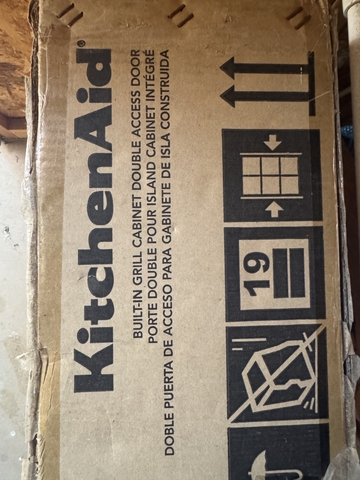 KitchenAid®
BUILT-IN GRILL CABINET DOUBLE ACCESS DOOR
PORTE DOUBLE POUR ISLAND CABINET INTÉGRÉ
DOBLE PUERTA DE ACCESO PARA GABINETE DE ISLA CONSTRUIDA
19